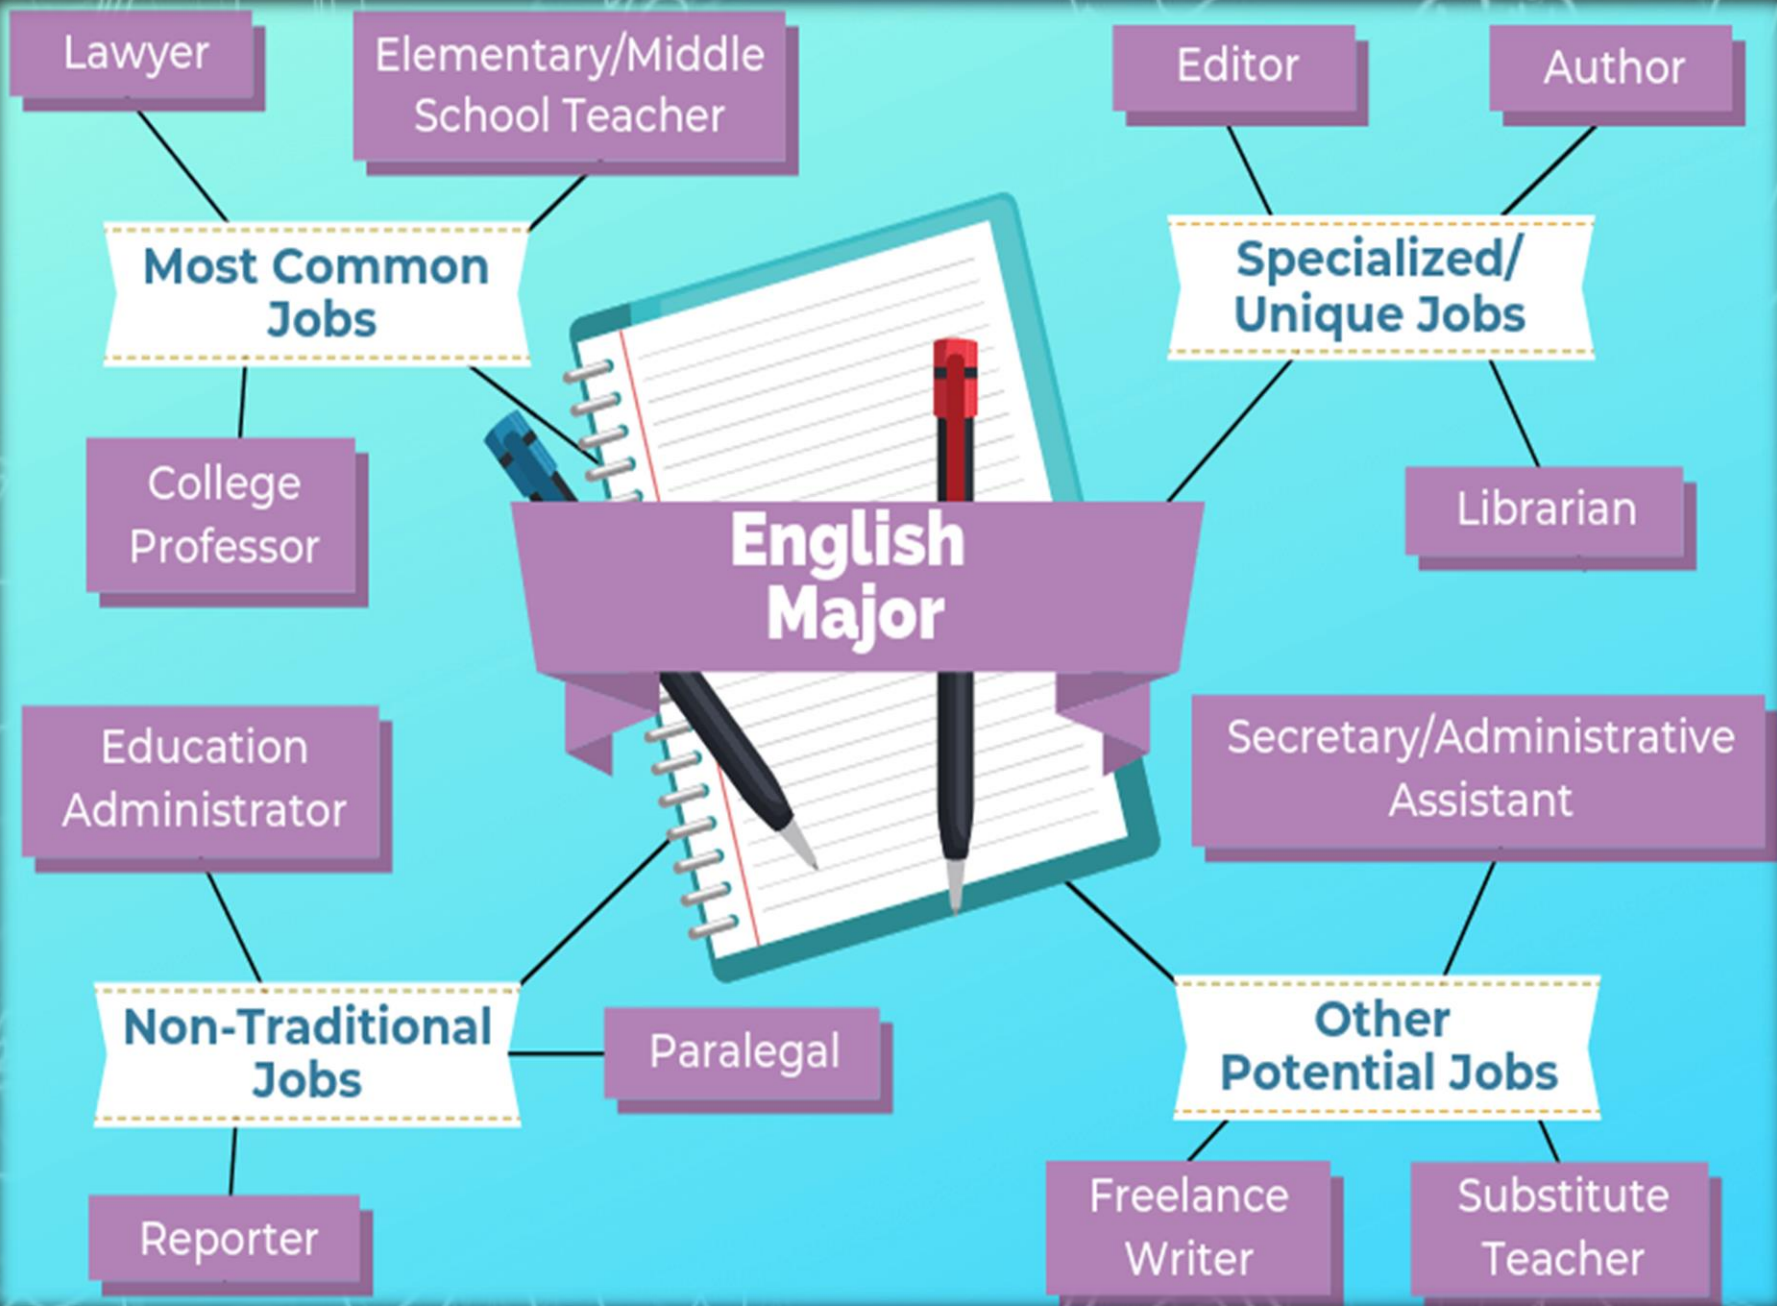 Lawyer
Elementary/Middle
School Teacher
Most Common
Jobs
College
Professor
Editor
Author
Specialized/
Unique Jobs
Librarian
English
Major
Education
Administrator
Non-Traditional
Jobs
Paralegal
Reporter
Secretary/Administrative
Assistant
Other
Potential Jobs
Freelance
Writer
Substitute
Teacher